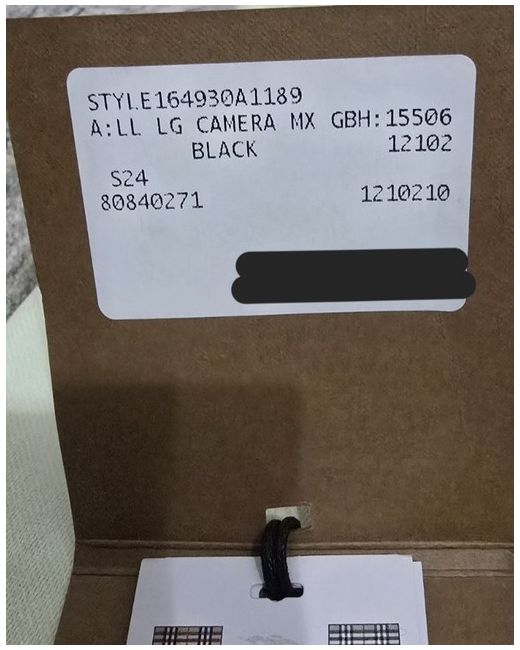 STYLE164930A1189
A:LL LG CAMERA MX GBH:15506
BLACK 12102
S24
80840271 1210210